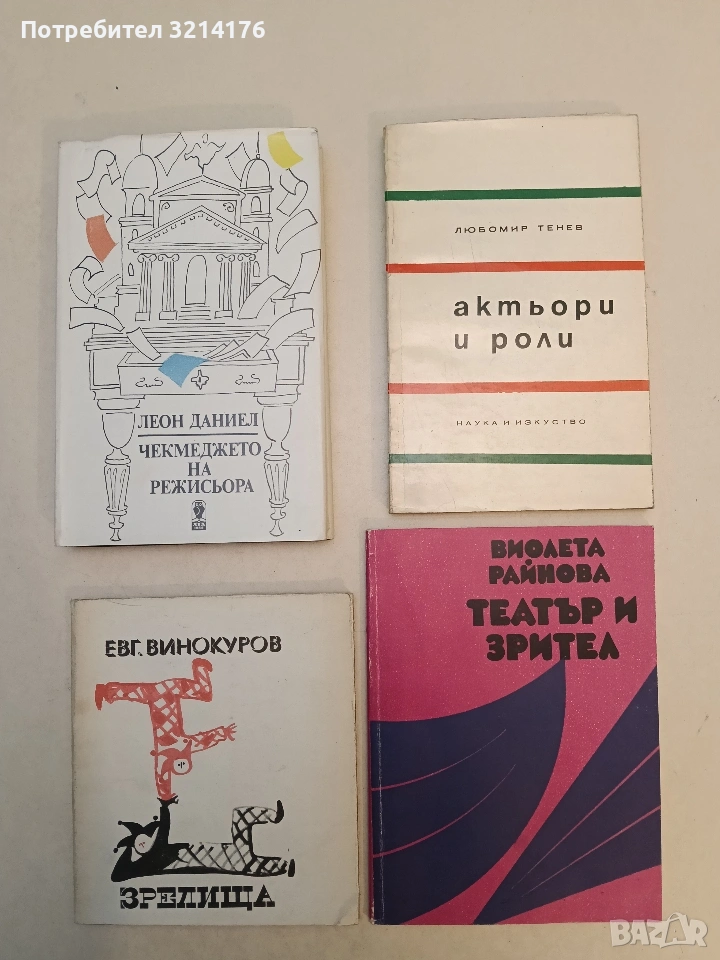 Потребител 3214176
ЛЕОН ДАНИЕЛ
ЧЕКМЕДЖЕТО
НА
РЕЖИСЬОРА
ЛЮБОМИР ТЕНЕВ
актьори
и роли
НАУКА И ИЗКУСТВО
ЕВГ. ВИНОКУРОВ
ЗРЕЛИЩА
ВИОЛЕТА
РАЙНОВА
ТЕАТЪР И
ЗРИТЕЛ
BAZAR